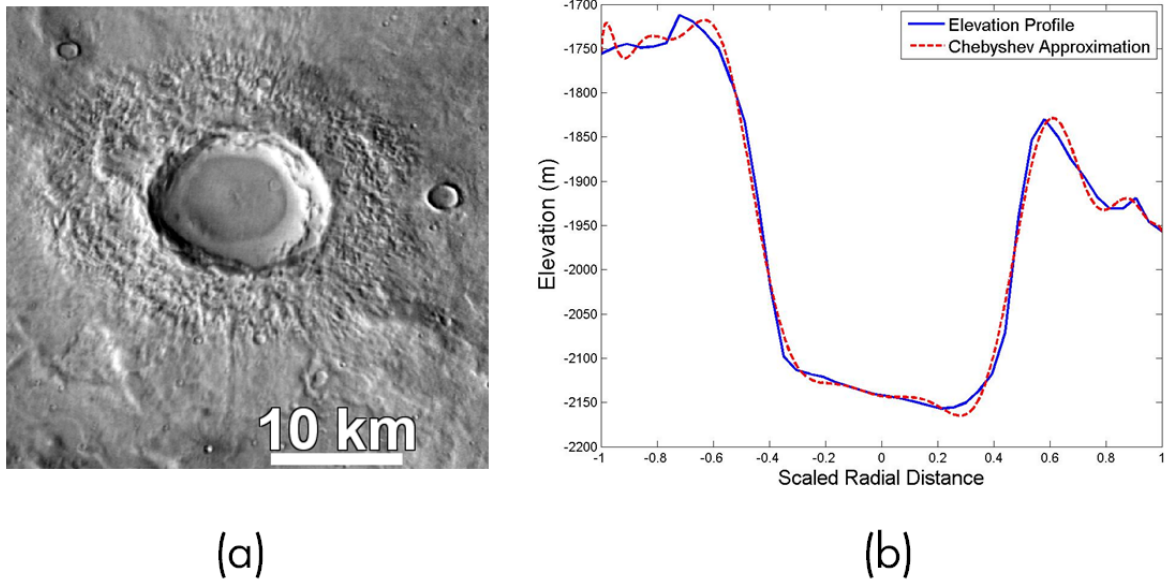 10 km
(a)
-1700
-1750
-1800
-1850
-1900
-1950
-2000
-2050
-2100
-2150
-2200
Elevation (m)
Elevation Profile
Chebyshev Approximation
-1 -0.8 -0.6 -0.4 -0.2 0 0.2 0.4 0.6 0.8 1
Scaled Radial Distance
(b)